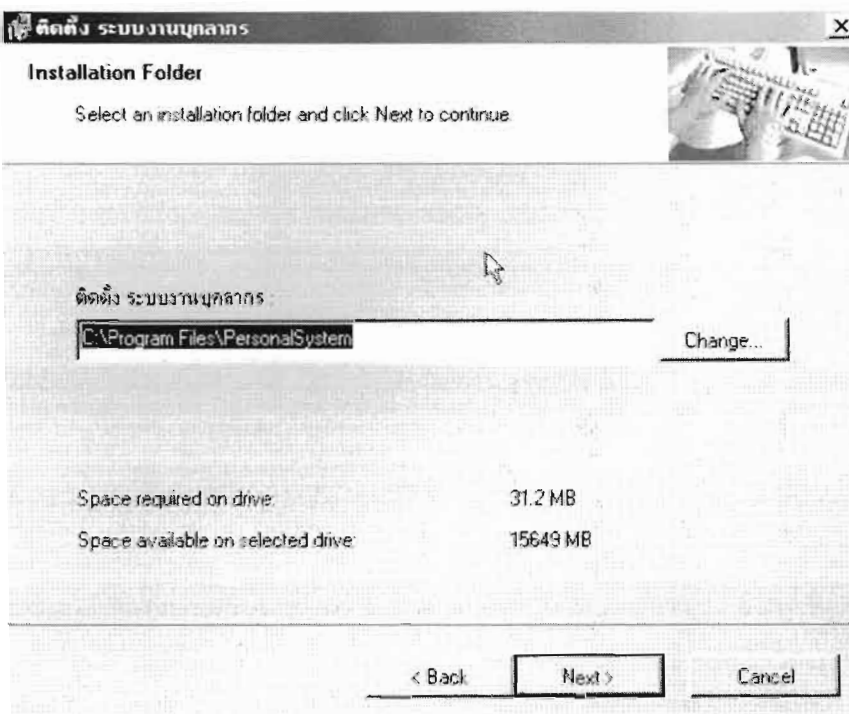 ติดตั้ง ระบบงานบุคลากร
Installation Folder
Select an installation folder and click Next to continue.
ติดตั้ง ระบบงานบุคลากร :
C:\Program Files\PersonalSystem
Change...
Space required on drive: 31.2 MB
Space available on selected drive: 15649 MB
< Back Next > Cancel